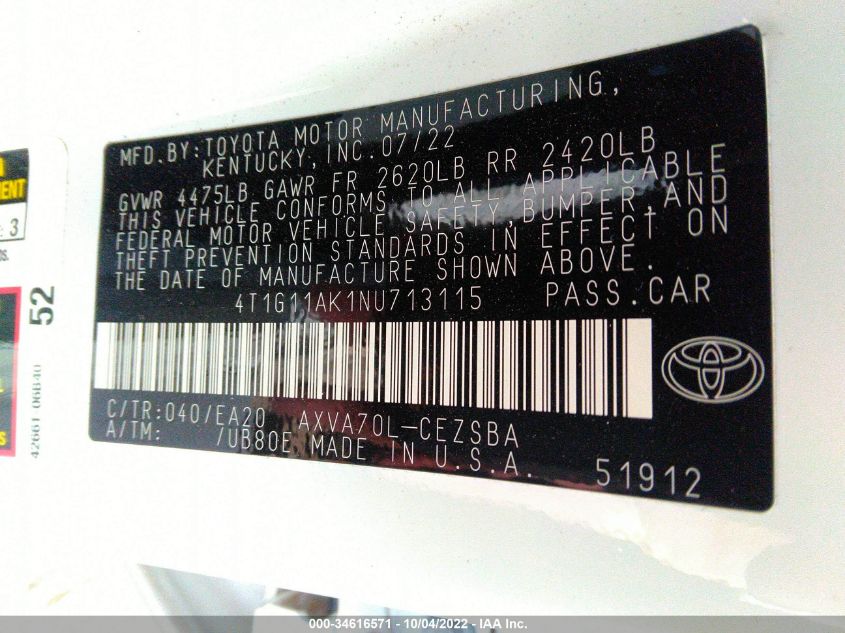 MFD.BY:TOYOTA MOTOR MANUFACTURING,
KENTUCKY, INC. 07/22
GVWR 4475LB GAWR FR 2620LB RR 2420LB
THIS VEHICLE CONFORMS TO ALL APPLICABLE
FEDERAL MOTOR VEHICLE SAFETY,BUMPER,AND
THEFT PREVENTION STANDARDS IN EFFECT ON
THE DATE OF MANUFACTURE SHOWN ABOVE.
4T1G11AK1NU713115 PASS.CAR
C/TR:040/EA20 AXVA70L-CEZSBA
A/TM: /UB80E MADE IN U.S.A.
51912
3
52
42661 06B40
000-34616571 - 10/04/2022 - IAA Inc.